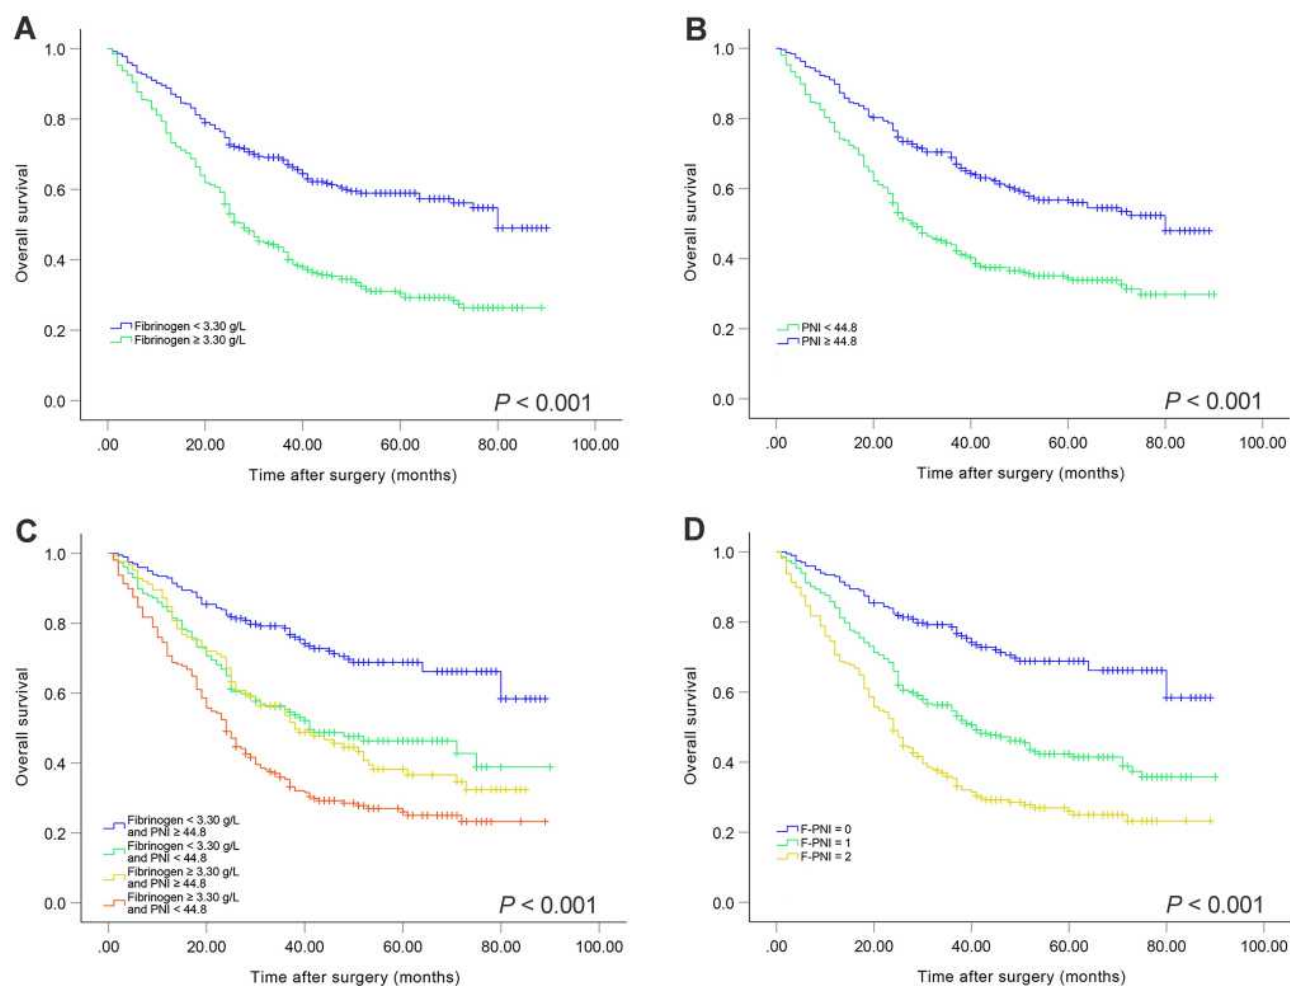 A
1.0
0.8
0.6
0.4
0.2
0.0
Overall survival
Fibrinogen < 3.30 g/L
Fibrinogen ≥ 3.30 g/L
P < 0.001
.00 20.00 40.00 60.00 80.00 100.00
Time after surgery (months)
B
1.0
0.8
0.6
0.4
0.2
0.0
Overall survival
PNI < 44.8
PNI ≥ 44.8
P < 0.001
.00 20.00 40.00 60.00 80.00 100.00
Time after surgery (months)
C
1.0
0.8
0.6
0.4
0.2
0.0
Overall survival
Fibrinogen < 3.30 g/L
and PNI ≥ 44.8
Fibrinogen < 3.30 g/L
and PNI < 44.8
Fibrinogen ≥ 3.30 g/L
and PNI ≥ 44.8
Fibrinogen ≥ 3.30 g/L
and PNI < 44.8
P < 0.001
.00 20.00 40.00 60.00 80.00 100.00
Time after surgery (months)
D
1.0
0.8
0.6
0.4
0.2
0.0
Overall survival
F-PNI = 0
F-PNI = 1
F-PNI = 2
P < 0.001
.00 20.00 40.00 60.00 80.00 100.00
Time after surgery (months)